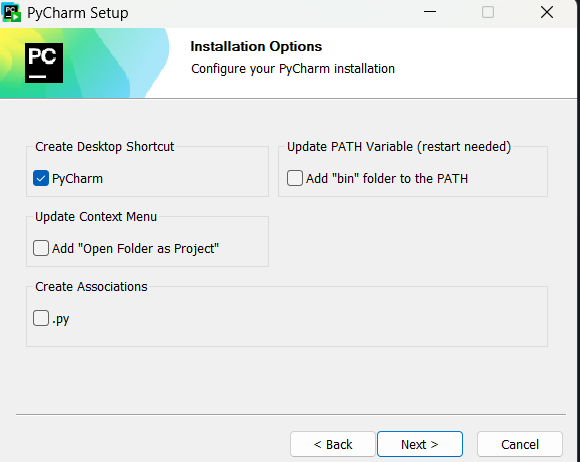 PyCharm Setup
PC
Installation Options
Configure your PyCharm installation
Create Desktop Shortcut
PyCharm
Update PATH Variable (restart needed)
Add "bin" folder to the PATH
Update Context Menu
Add "Open Folder as Project"
Create Associations
.py
< Back
Next >
Cancel